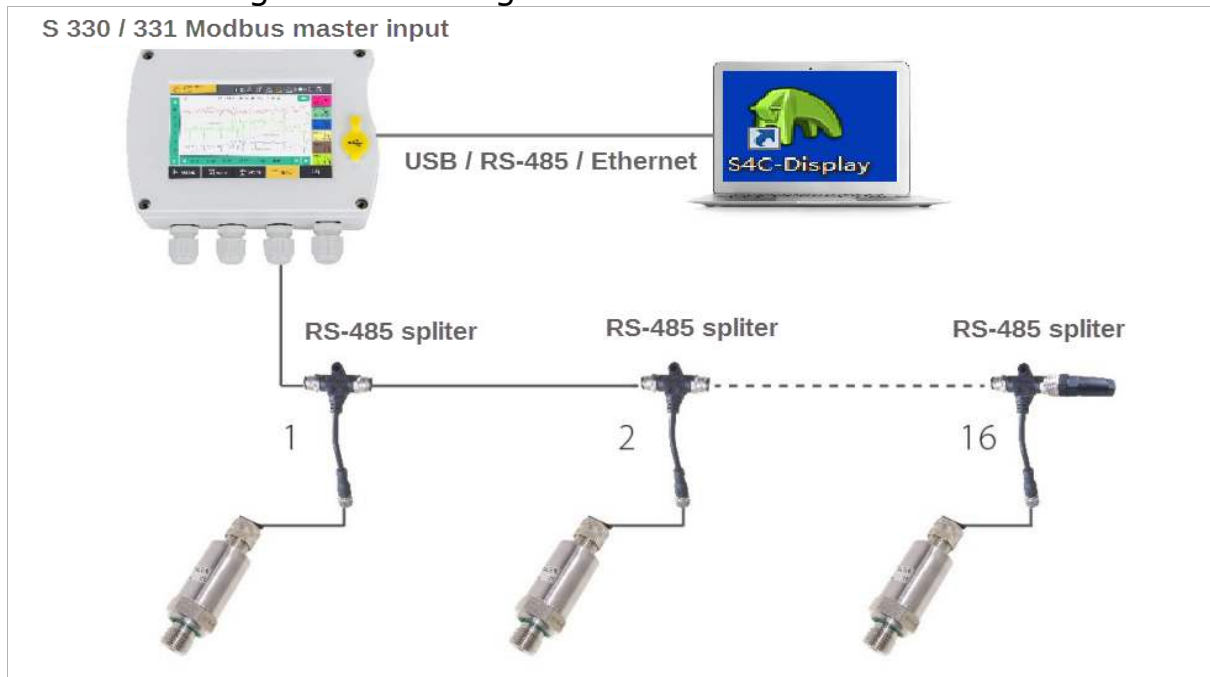 S 330 / 331 Modbus master input
USB / RS-485 / Ethernet
S4C-Display
RS-485 spliter
RS-485 spliter
RS-485 spliter
1
2
16